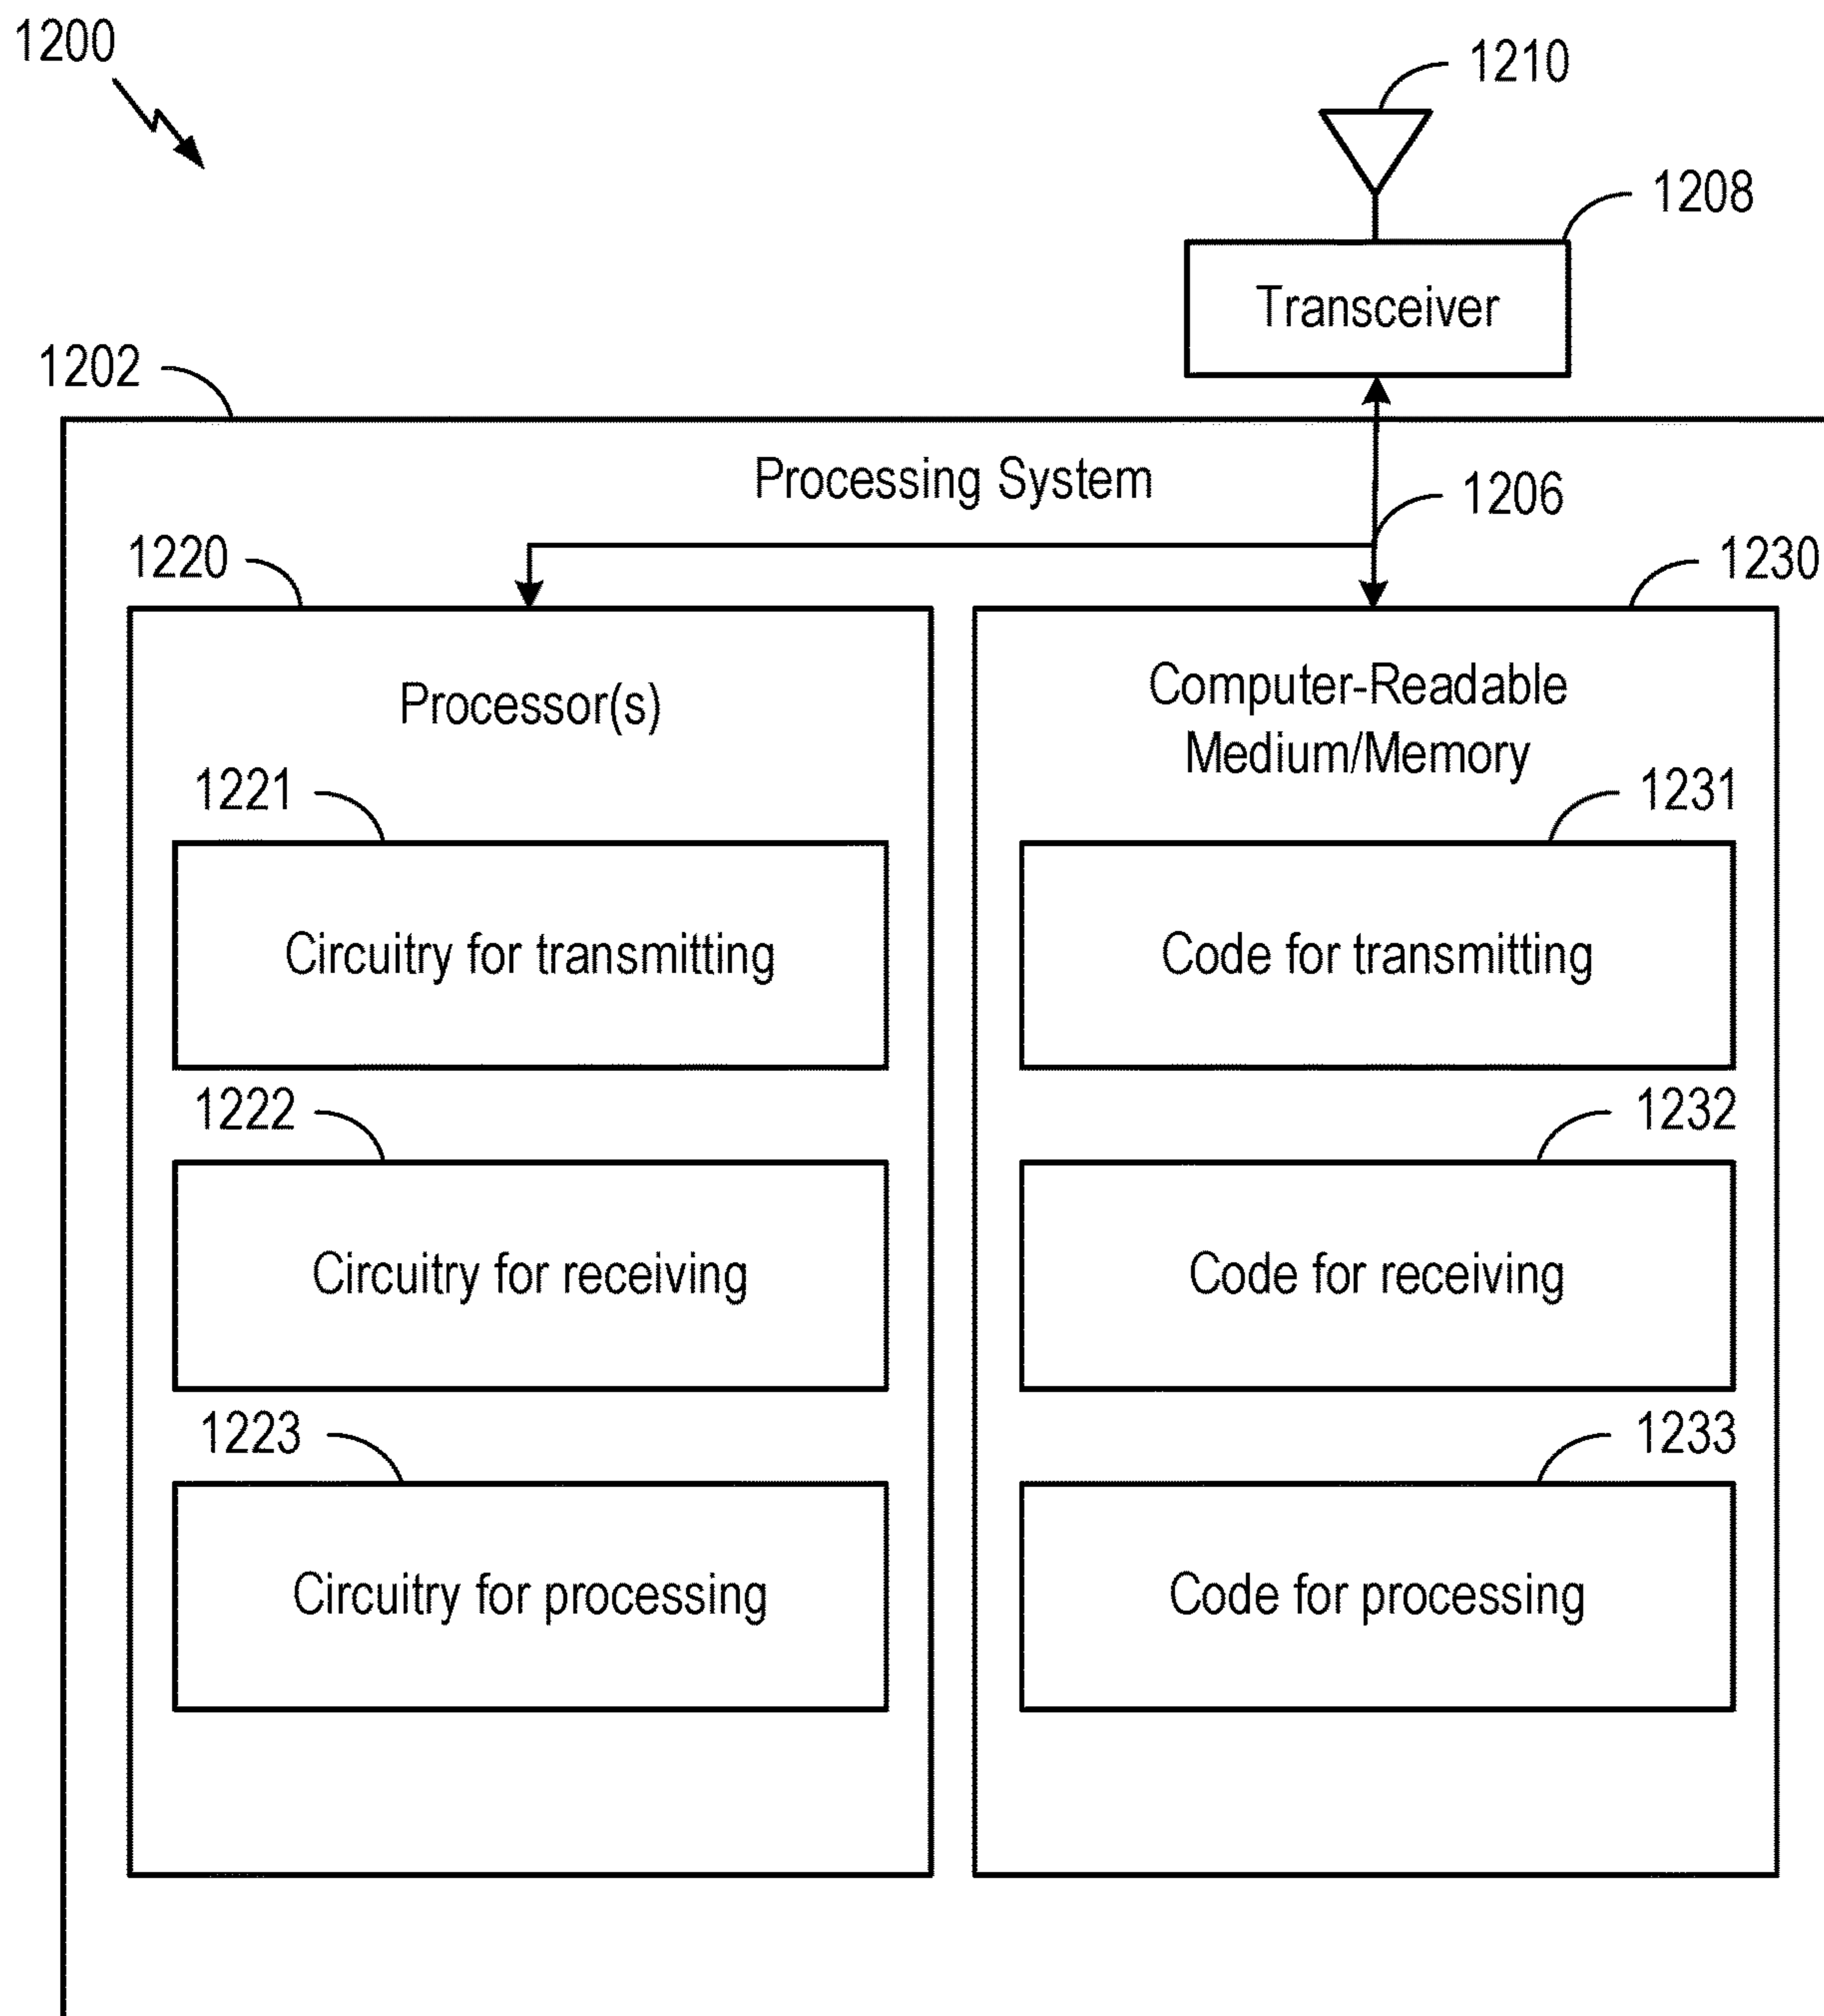 1200
1210
1208
Transceiver
1202
Processing System
1206
1220
1230
Processor(s)
Computer-Readable
Medium/Memory
1221
1231
Circuitry for transmitting
Code for transmitting
1222
1232
Circuitry for receiving
Code for receiving
1223
1233
Circuitry for processing
Code for processing